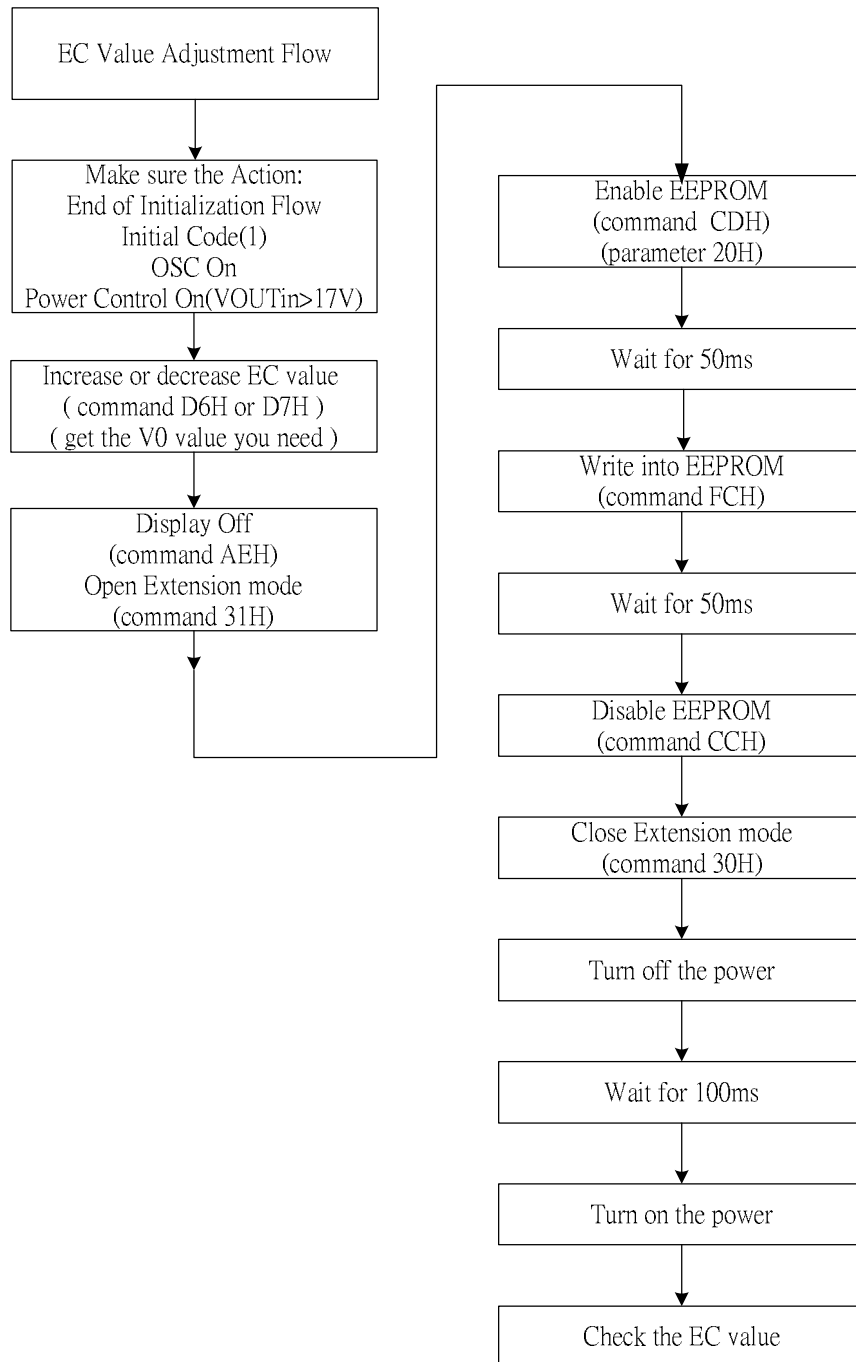 EC Value Adjustment Flow
Make sure the Action:
End of Initialization Flow
Initial Code(1)
OSC On
Power Control On(VOUTin>17V)
Increase or decrease EC value
( command D6H or D7H )
( get the V0 value you need )
Display Off
(command AEH)
Open Extension mode
(command 31H)
Enable EEPROM
(command CDH)
(parameter 20H)
Wait for 50ms
Write into EEPROM
(command FCH)
Wait for 50ms
Disable EEPROM
(command CCH)
Close Extension mode
(command 30H)
Turn off the power
Wait for 100ms
Turn on the power
Check the EC value